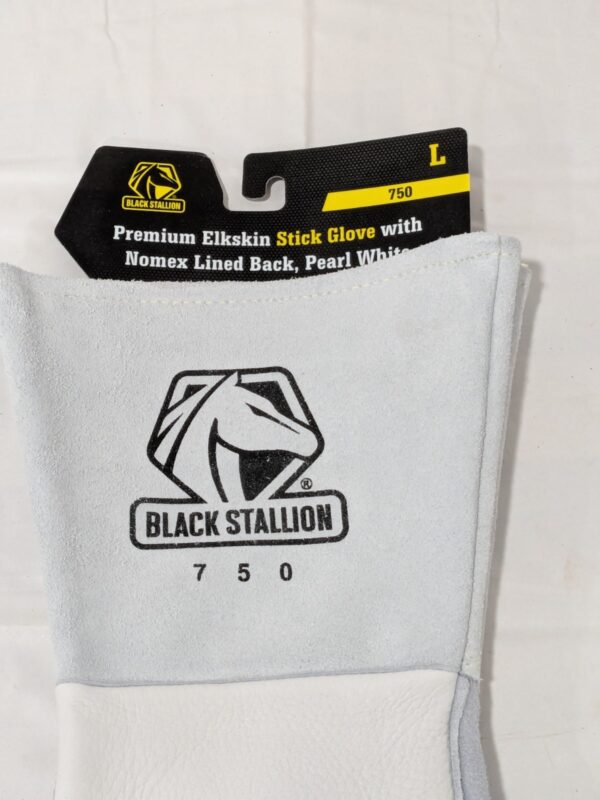 L
750
BLACK STALLION
Premium Elkskin Stick Glove with
Nomex Lined Back, Pearl White
®
BLACK STALLION
7 5 0